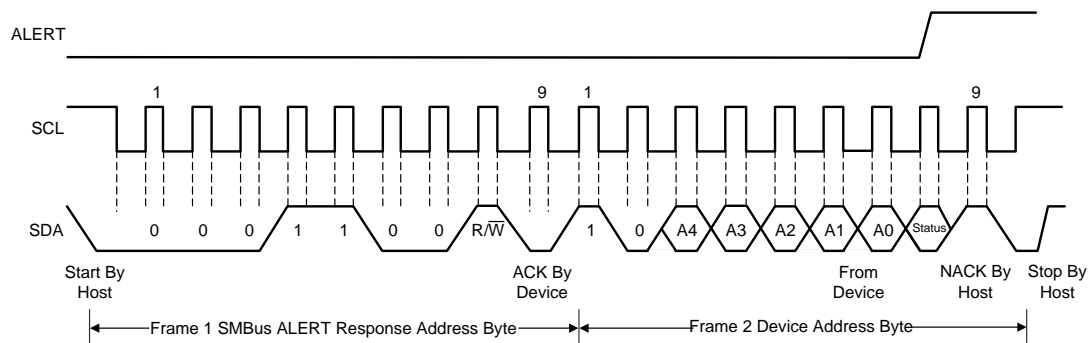 ALERT
1 9 1 9
SCL
SDA
0 0 0 1 1 0 0 R/W̅ 1 0 A4 A3 A2 A1 A0 Status
Start By Host
ACK By Device
From Device
NACK By Host
Stop By Host
Frame 1 SMBus ALERT Response Address Byte
Frame 2 Device Address Byte